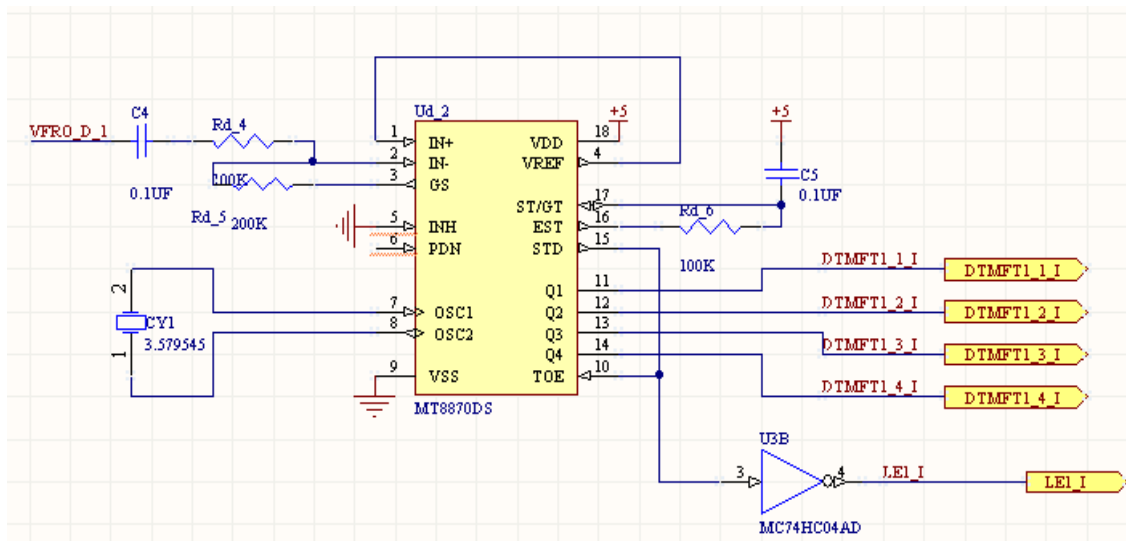 C4
Ud_2
+5
+5
VFRO_D_1
Rd_4
1 IN+ VDD 18
2 IN- VREF 4
3 GS
100K
0.1UF
Rd_5 200K
C5
0.1UF
ST/GT 17
5 INH EST 16
Rd_6
6 PDN STD 15
100K
DTMFT1_1_I DTMFT1_1_I
Q1 11
DTMFT1_2_I DTMFT1_2_I
2
7 OSC1 Q2 12
CY1
8 OSC2 Q3 13
3.579545
DTMFT1_3_I DTMFT1_3_I
1
Q4 14
9 VSS TOE 10
DTMFT1_4_I DTMFT1_4_I
MT8870DS
U3B
3 4 LE1_I LE1_I
MC74HC04AD